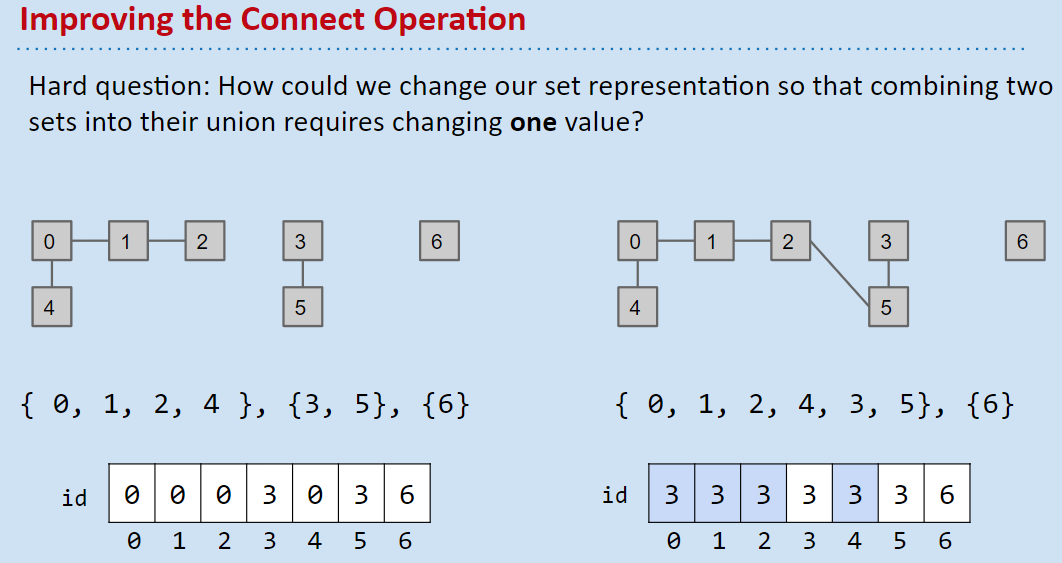 Improving the Connect Operation
Hard question: How could we change our set representation so that combining two
sets into their union requires changing one value?
0 1 2 3 6
4 5
0 1 2 3 6
4 5
{ 0, 1, 2, 4 }, {3, 5}, {6}
{ 0, 1, 2, 4, 3, 5}, {6}
id 0 0 0 3 0 3 6
0 1 2 3 4 5 6
id 3 3 3 3 3 3 6
0 1 2 3 4 5 6